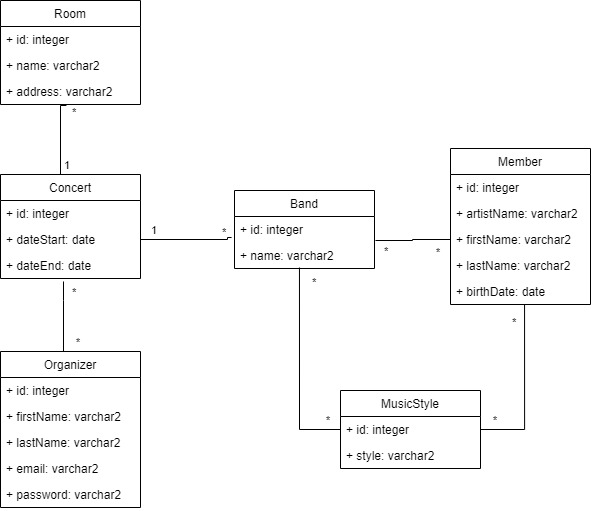 Room
+ id: integer
+ name: varchar2
+ address: varchar2
*
1
Concert
+ id: integer
+ dateStart: date
+ dateEnd: date
1
*
*
*
Organizer
+ id: integer
+ firstName: varchar2
+ lastName: varchar2
+ email: varchar2
+ password: varchar2
Band
+ id: integer
+ name: varchar2
*
*
*
*
Member
+ id: integer
+ artistName: varchar2
+ firstName: varchar2
+ lastName: varchar2
+ birthDate: date
*
*
MusicStyle
+ id: integer
+ style: varchar2